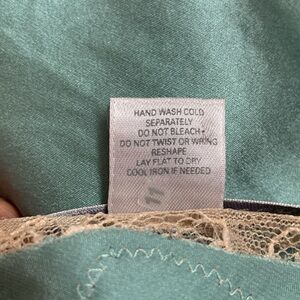 HAND WASH COLD
SEPARATELY
DO NOT BLEACH•
DO NOT TWIST OR WRING
RESHAPE
LAY FLAT TO DRY
COOL IRON IF NEEDED
11